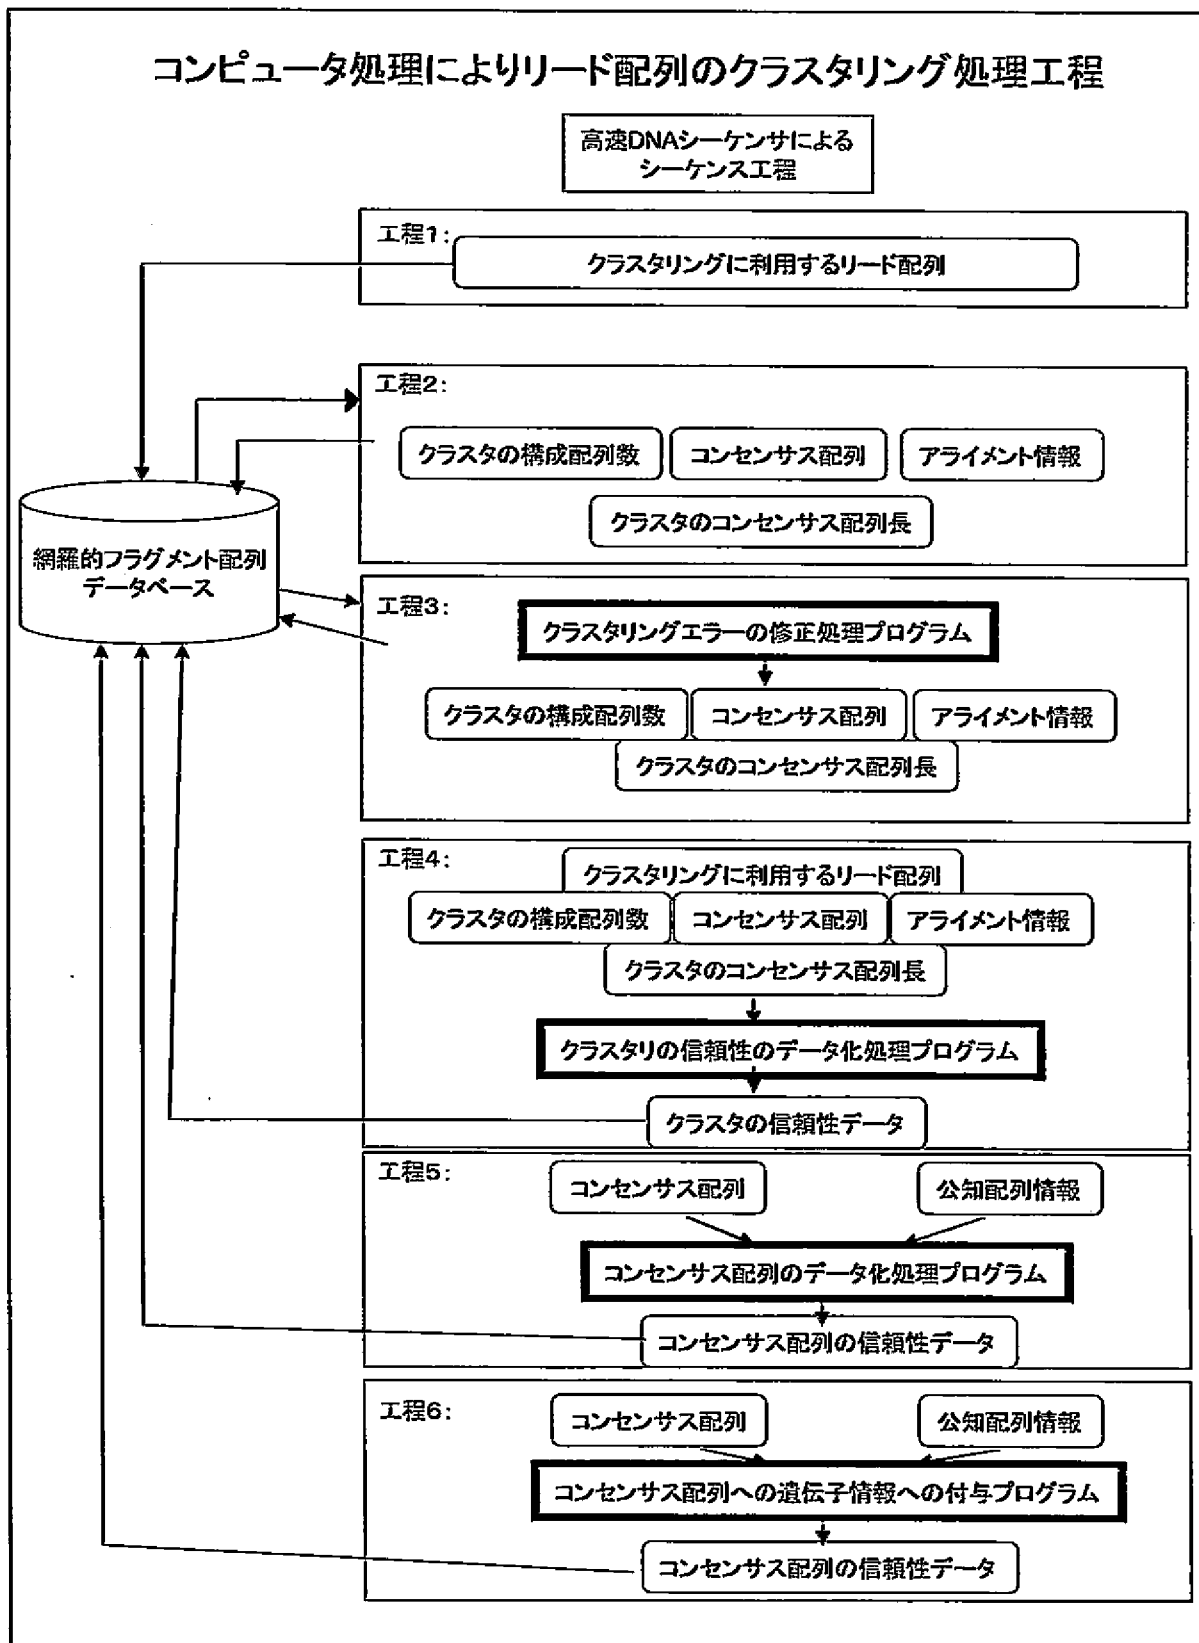 コンピュータ処理によりリード配列のクラスタリング処理工程
高速DNAシーケンサによる
シーケンス工程
工程1:
クラスタリングに利用するリード配列
工程2:
クラスタの構成配列数
コンセンサス配列
アライメント情報
クラスタのコンセンサス配列長
網羅的フラグメント配列
データベース
工程3:
クラスタリングエラーの修正処理プログラム
クラスタの構成配列数
コンセンサス配列
アライメント情報
クラスタのコンセンサス配列長
工程4:
クラスタリングに利用するリード配列
クラスタの構成配列数
コンセンサス配列
アライメント情報
クラスタのコンセンサス配列長
クラスタリの信頼性のデータ化処理プログラム
クラスタの信頼性データ
工程5:
コンセンサス配列
公知配列情報
コンセンサス配列のデータ化処理プログラム
コンセンサス配列の信頼性データ
工程6:
コンセンサス配列
公知配列情報
コンセンサス配列への遺伝子情報への付与プログラム
コンセンサス配列の信頼性データ